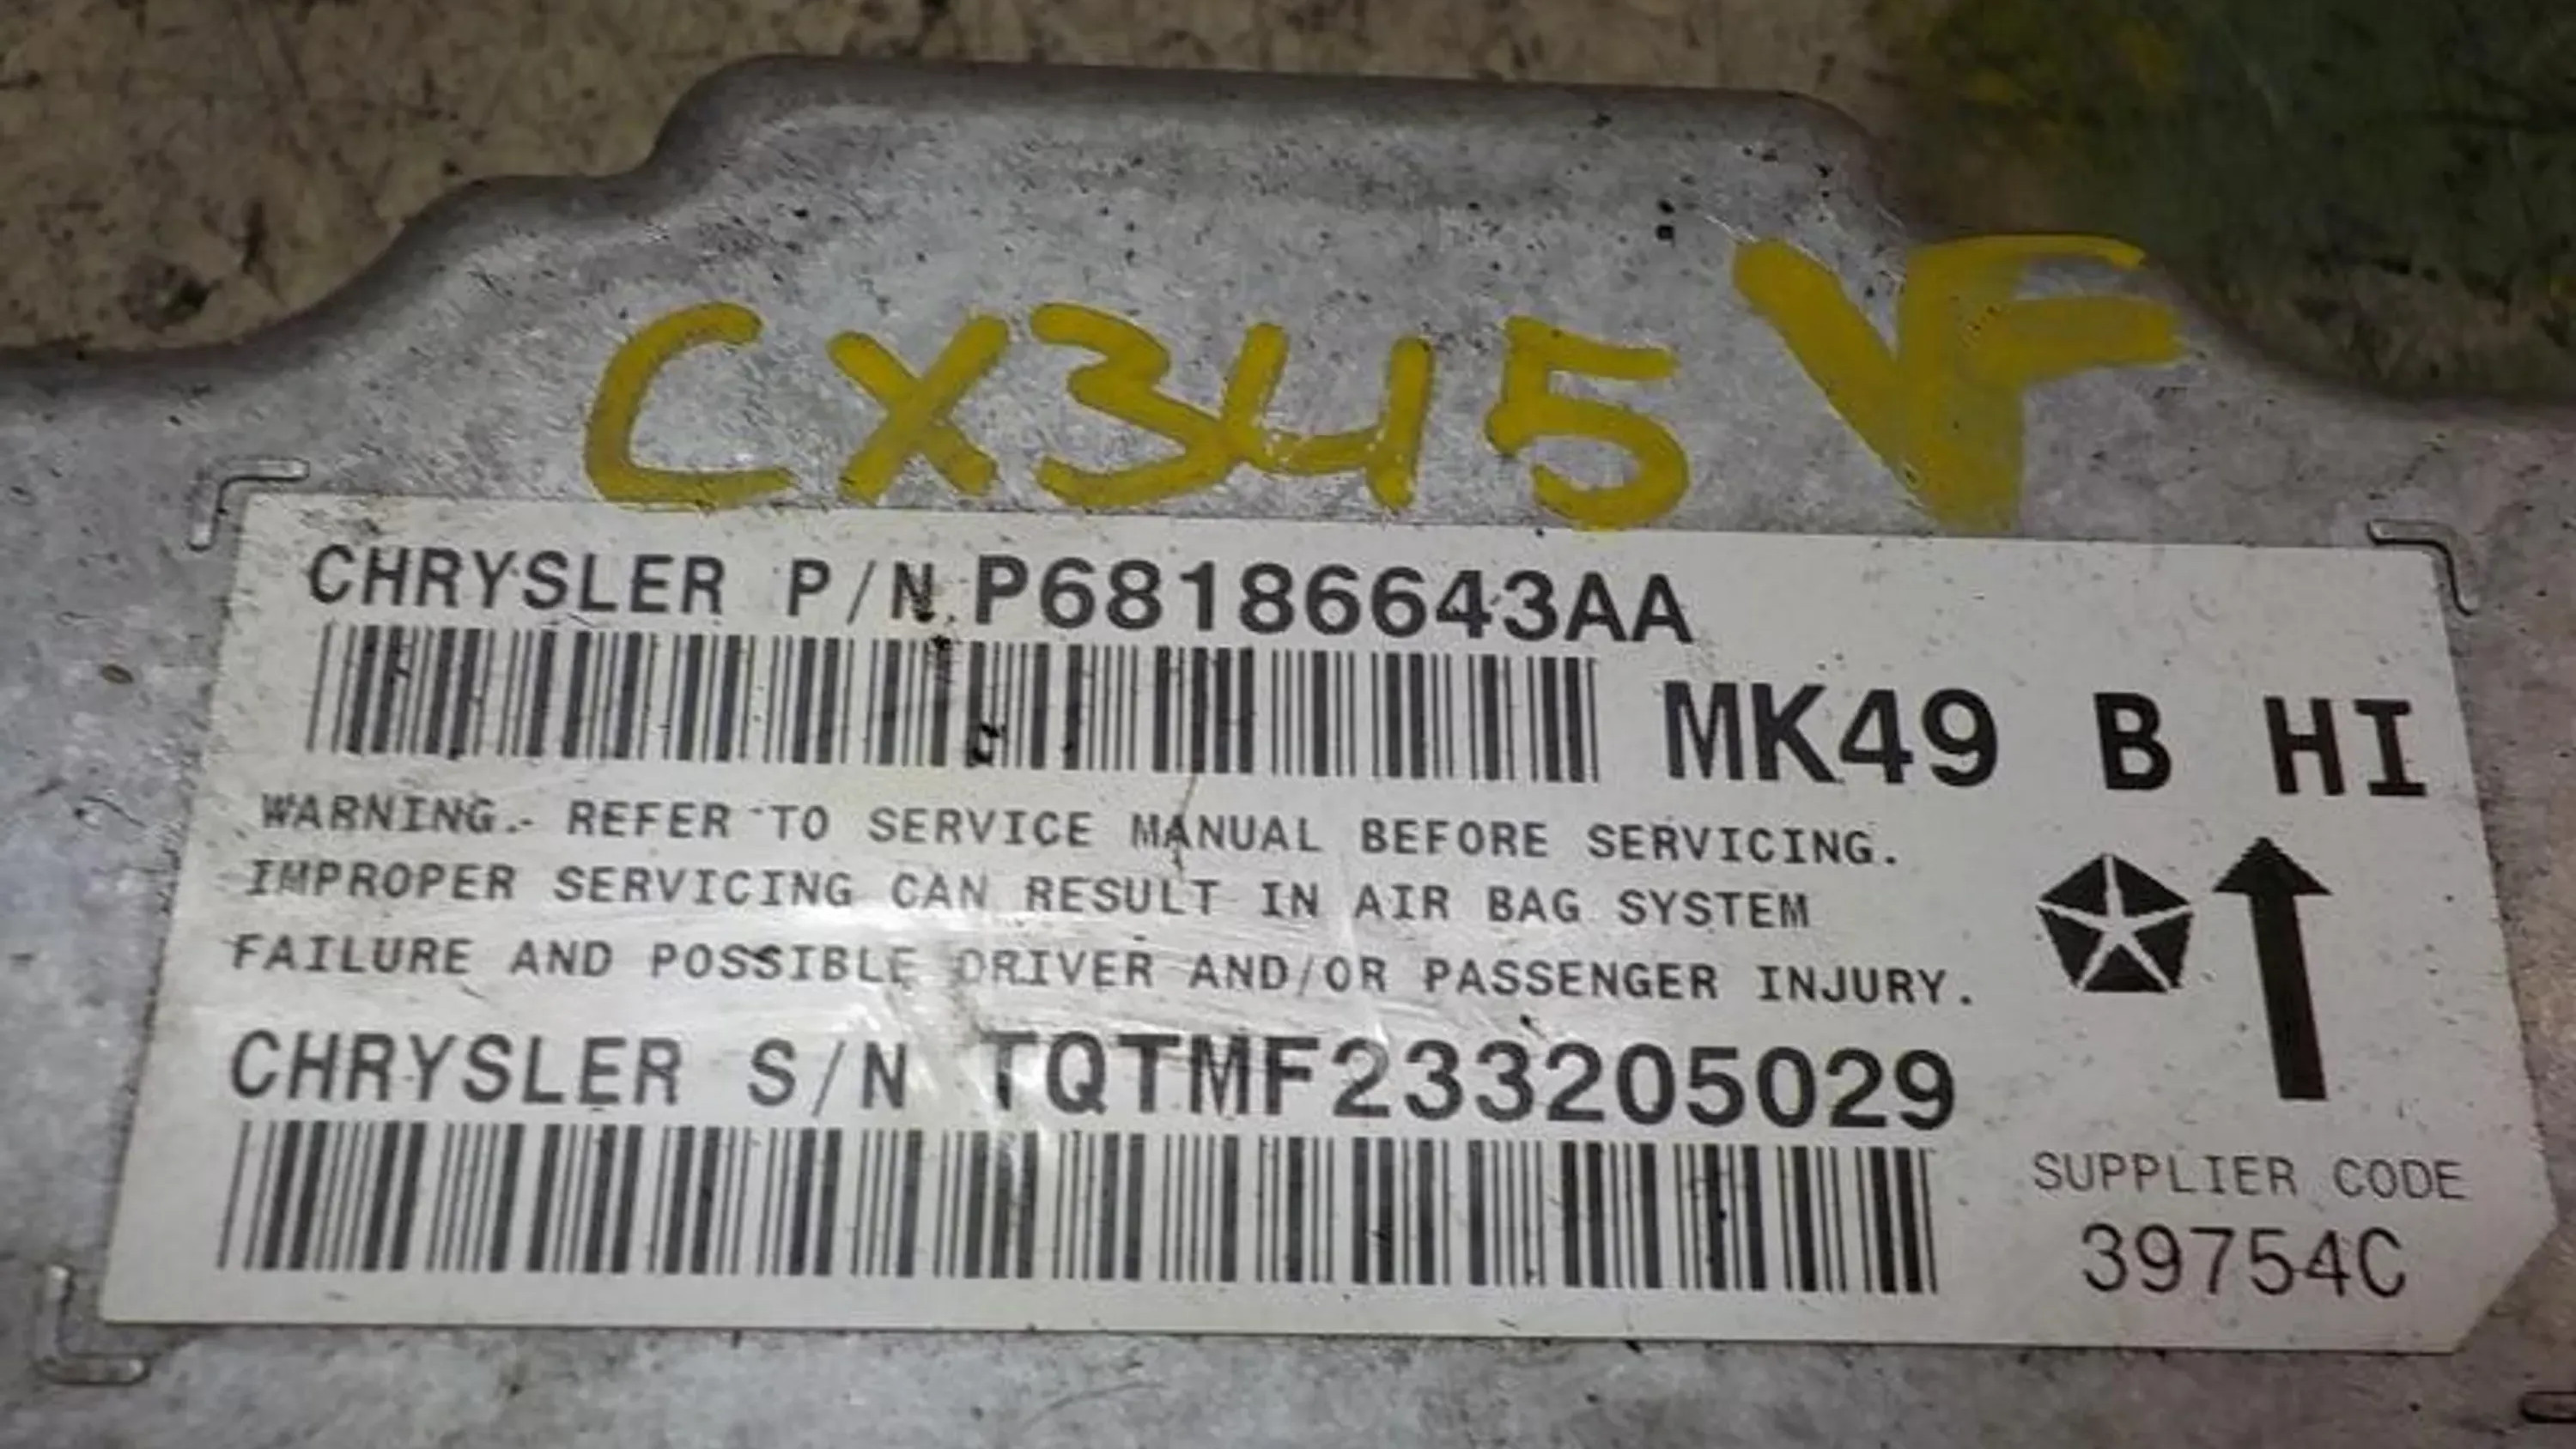 CX345 VF
CHRYSLER P/N P68186643AA
MK49 B HI
WARNING.- REFER TO SERVICE MANUAL BEFORE SERVICING.
IMPROPER SERVICING CAN RESULT IN AIR BAG SYSTEM
FAILURE AND POSSIBLE DRIVER AND/OR PASSENGER INJURY.
CHRYSLER S/N TQTMF233205029
SUPPLIER CODE
39754C